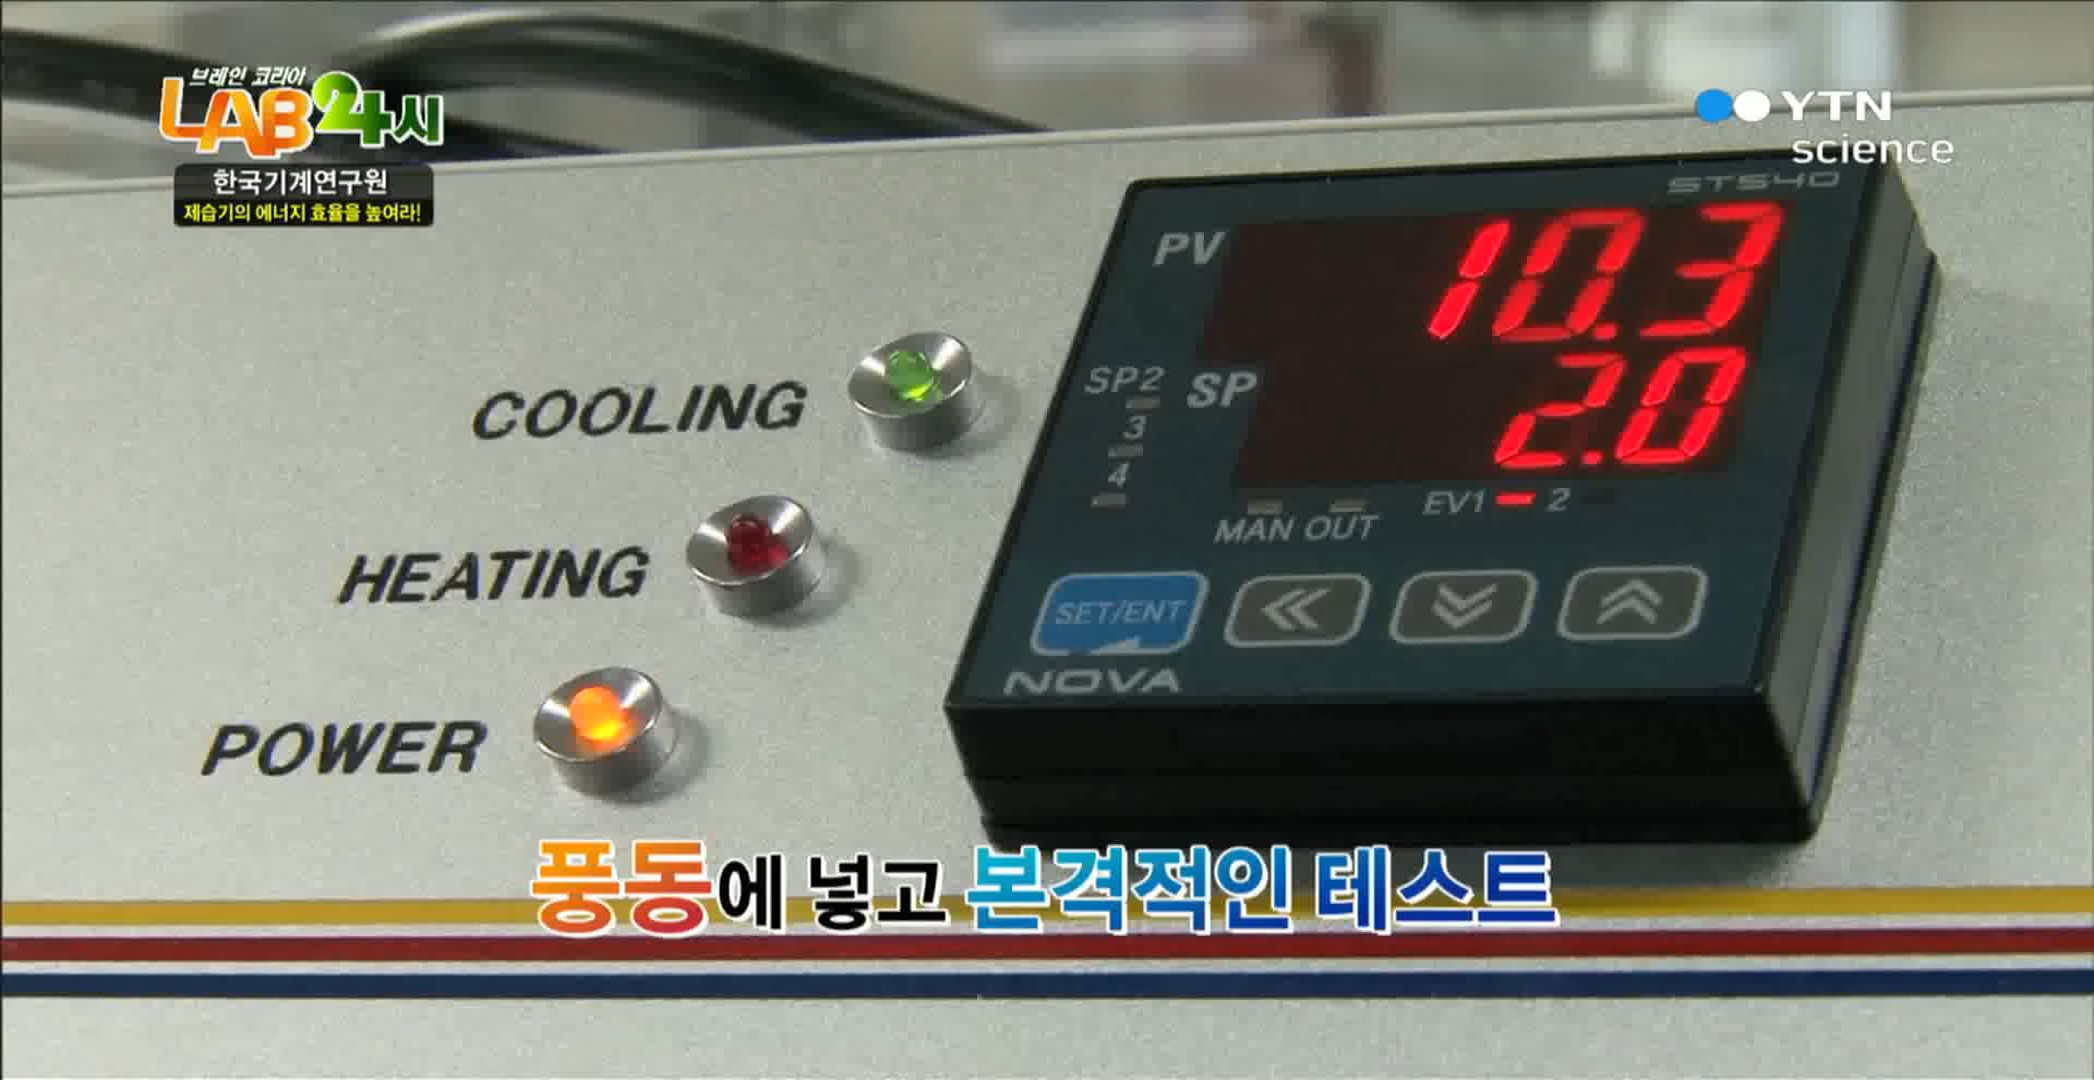 브레인 코리아
LAB24시
한국기계연구원
제습기의 에너지 효율을 높여라!
YTN
science
ST540
PV 10.3
SP2 SP 2.0
3
4
MAN OUT EV1 2
SET/ENT
NOVA
COOLING
HEATING
POWER
풍동에 넣고 본격적인 테스트